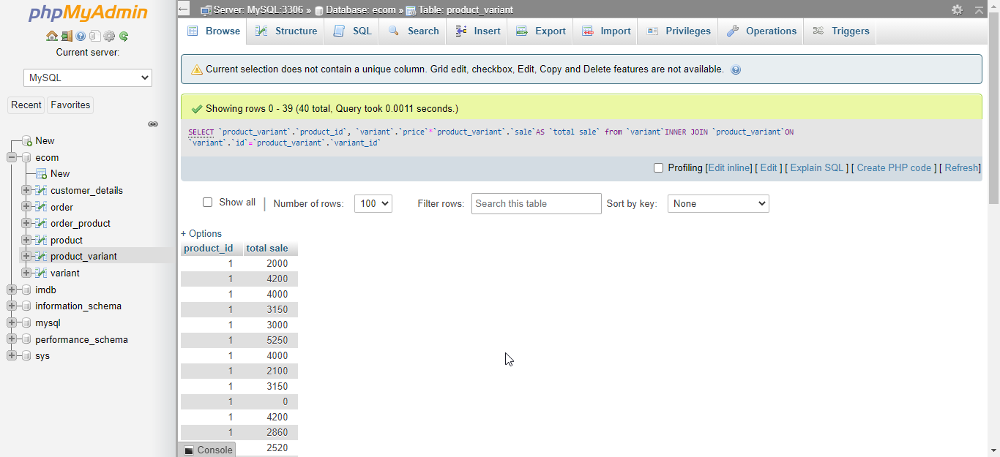 phpMyAdmin
Current server:
MySQL
Recent Favorites
New
ecom
New
customer_details
order
order_product
product
product_variant
variant
imdb
information_schema
mysql
performance_schema
sys
Server: MySQL:3306 » Database: ecom » Table: product_variant
Browse Structure SQL Search Insert Export Import Privileges Operations Triggers
Current selection does not contain a unique column. Grid edit, checkbox, Edit, Copy and Delete features are not available.
Showing rows 0 - 39 (40 total, Query took 0.0011 seconds.)
SELECT `product_variant`.`product_id`, `variant`.`price`*`product_variant`.`sale`AS `total sale` from `variant`INNER JOIN `product_variant`ON
`variant`.`id`=`product_variant`.`variant_id`
Profiling [Edit inline] [ Edit ] [ Explain SQL ] [ Create PHP code ] [ Refresh]
Show all | Number of rows: 100 Filter rows: Search this table Sort by key: None
+ Options
product_id total sale
1 2000
1 4200
1 4000
1 3150
1 3000
1 5250
1 4000
1 2100
1 3150
1 0
1 4200
1 2860
2520
Console